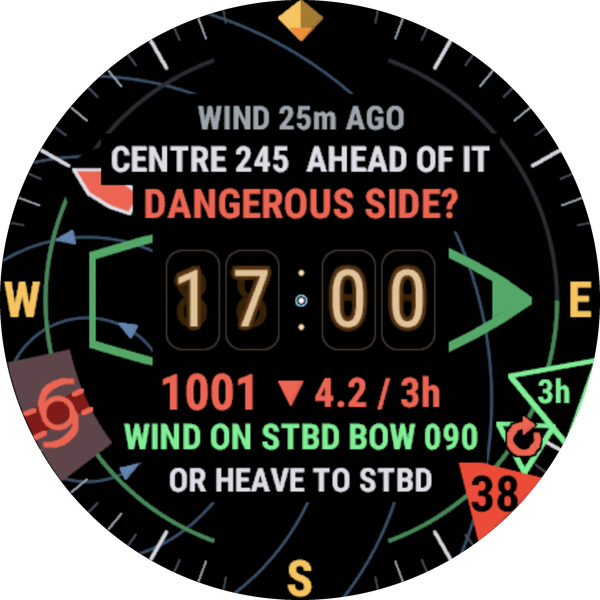 WIND 25m AGO
CENTRE 245 AHEAD OF IT
DANGEROUS SIDE?
W
17:00
E
1001 ▼ 4.2 / 3h
3h
WIND ON STBD BOW 090
OR HEAVE TO STBD
38
S